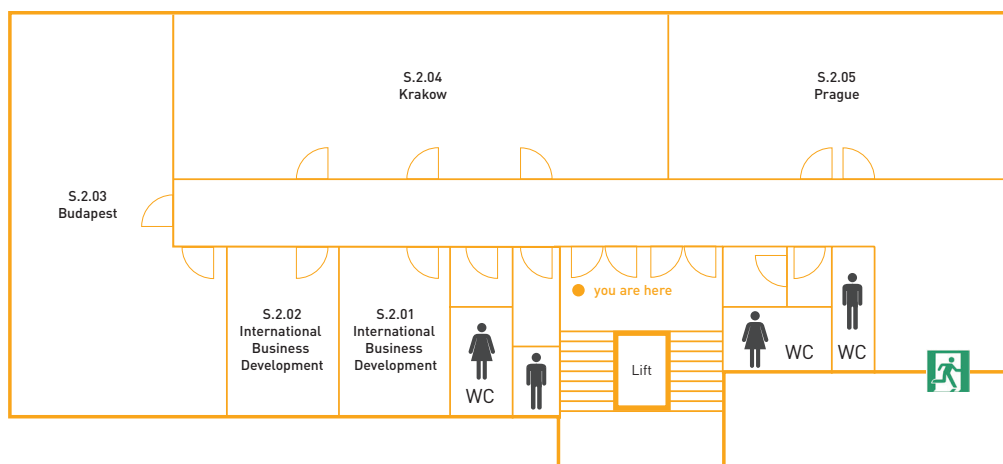 S.2.04
Krakow
S.2.05
Prague
S.2.03
Budapest
you are here
S.2.02
International
Business
Development
S.2.01
International
Business
Development
WC
Lift
WC
WC